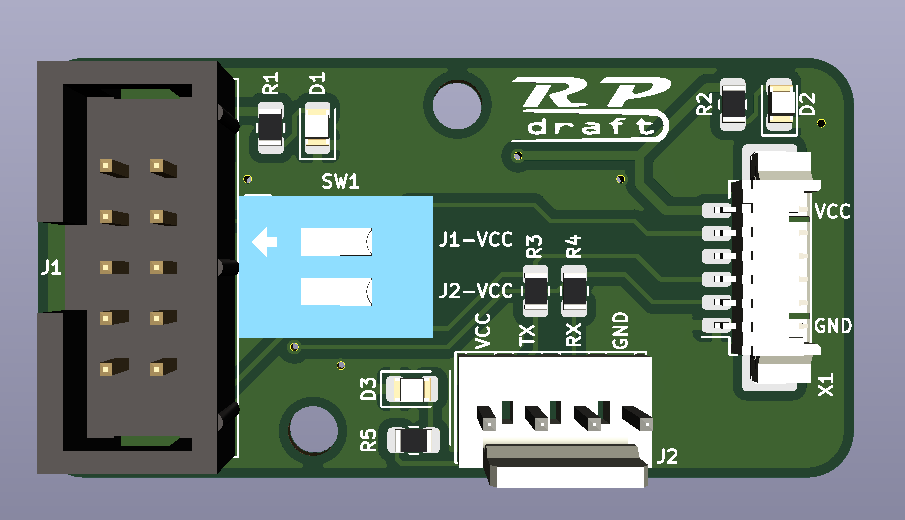 R1
D1
RP
draft
R2
D2
SW1
VCC
J1-VCC
R3
R4
J1
J2-VCC
VCC
TX
RX
GND
GND
D3
X1
R5
J2